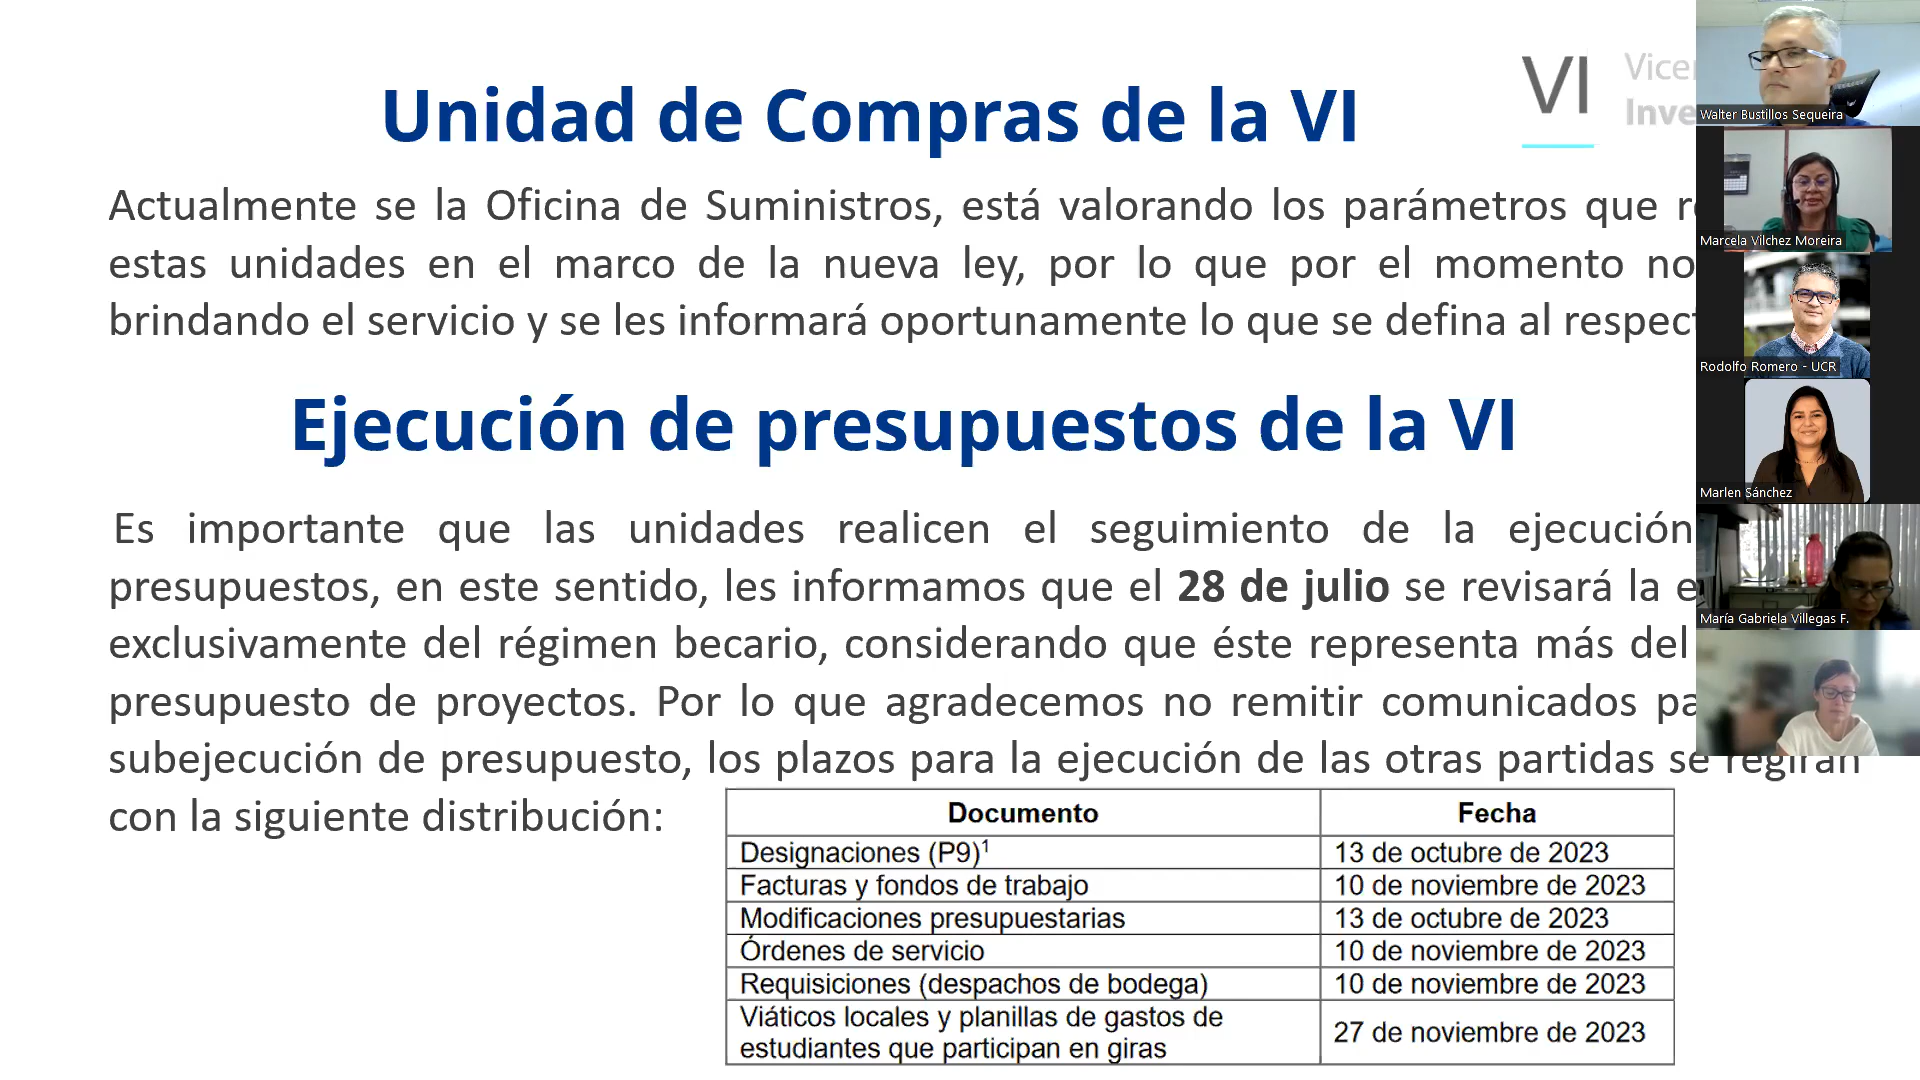 Unidad de Compras de la VI
VI
Actualmente se la Oficina de Suministros, está valorando los parámetros que
estas unidades en el marco de la nueva ley, por lo que por el momento no
brindando el servicio y se les informará oportunamente lo que se defina al
Ejecución de presupuestos de la VI
Es importante que las unidades realicen el seguimiento de la ejecución
presupuestos, en este sentido, les informamos que el 28 de julio se revisará la
exclusivamente del régimen becario, considerando que éste representa más del
presupuesto de proyectos. Por lo que agradecemos no remitir comunicados
subejecución de presupuesto, los plazos para la ejecución de las otras partidas se regirán
con la siguiente distribución:
Documento Fecha
Designaciones (P9)¹ 13 de octubre de 2023
Facturas y fondos de trabajo 10 de noviembre de 2023
Modificaciones presupuestarias 13 de octubre de 2023
Órdenes de servicio 10 de noviembre de 2023
Requisiciones (despachos de bodega) 10 de noviembre de 2023
Viáticos locales y planillas de gastos de
estudiantes que participan en giras 27 de noviembre de 2023
Walter Bustillos Sequeira
Marcela Vilchez Moreira
Rodolfo Romero - UCR
Marlen Sánchez
María Gabriela Villegas F.